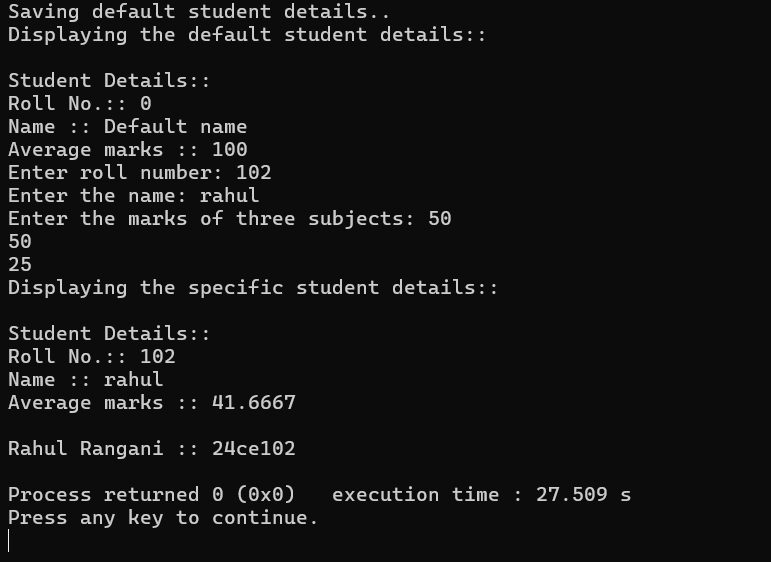 Saving default student details..
Displaying the default student details::
Student Details::
Roll No.:: 0
Name :: Default name
Average marks :: 100
Enter roll number: 102
Enter the name: rahul
Enter the marks of three subjects: 50
50
25
Displaying the specific student details::
Student Details::
Roll No.:: 102
Name :: rahul
Average marks :: 41.6667
Rahul Rangani :: 24ce102
Process returned 0 (0x0)   execution time : 27.509 s
Press any key to continue.